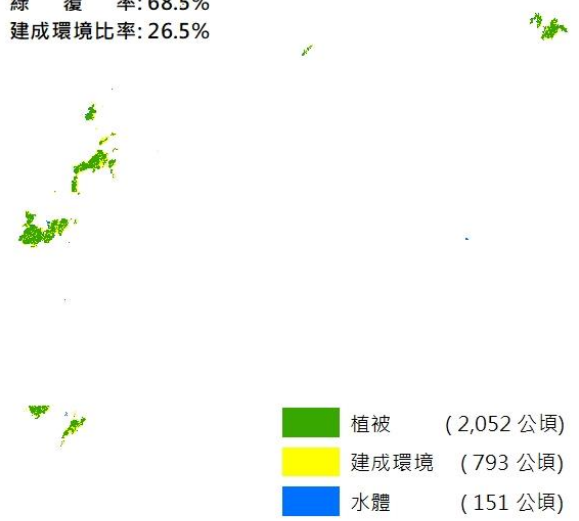 綠覆率: 68.5%
建成環境比率: 26.5%
植被 ( 2,052 公頃)
建成環境 ( 793 公頃)
水體 ( 151 公頃)